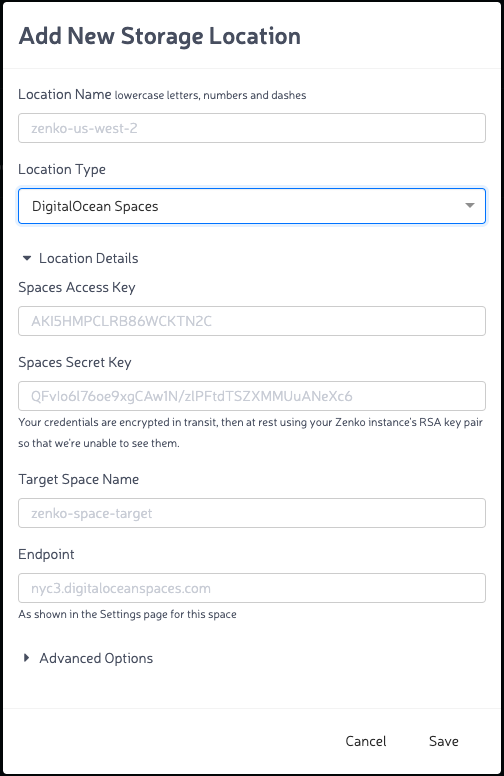 Add New Storage Location
Location Name lowercase letters, numbers and dashes
zenko-us-west-2
Location Type
DigitalOcean Spaces
Location Details
Spaces Access Key
AKI5HMPCLRB86WCKTN2C
Spaces Secret Key
QFvIo6l76oe9xgCAw1N/zlPFtdTSZXMMUuANeXc6
Your credentials are encrypted in transit, then at rest using your Zenko instance's RSA key pair
so that we're unable to see them.
Target Space Name
zenko-space-target
Endpoint
nyc3.digitaloceanspaces.com
As shown in the Settings page for this space
Advanced Options
Cancel Save